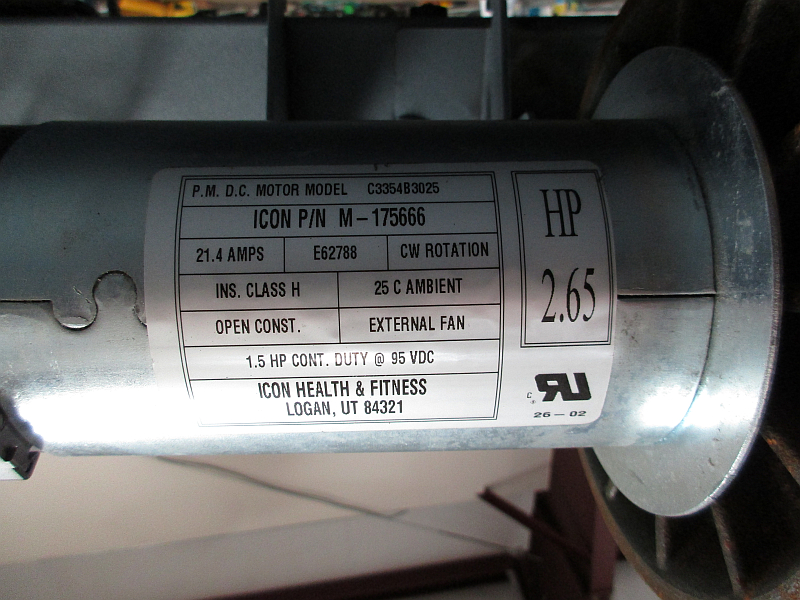 P.M. D.C. MOTOR MODEL C3354B3025
ICON P/N M-175666
21.4 AMPS E62788 CW ROTATION
INS. CLASS H 25 C AMBIENT
OPEN CONST. EXTERNAL FAN
1.5 HP CONT. DUTY @ 95 VDC
ICON HEALTH & FITNESS
LOGAN, UT 84321
HP
2.65
C RU ®
26-02